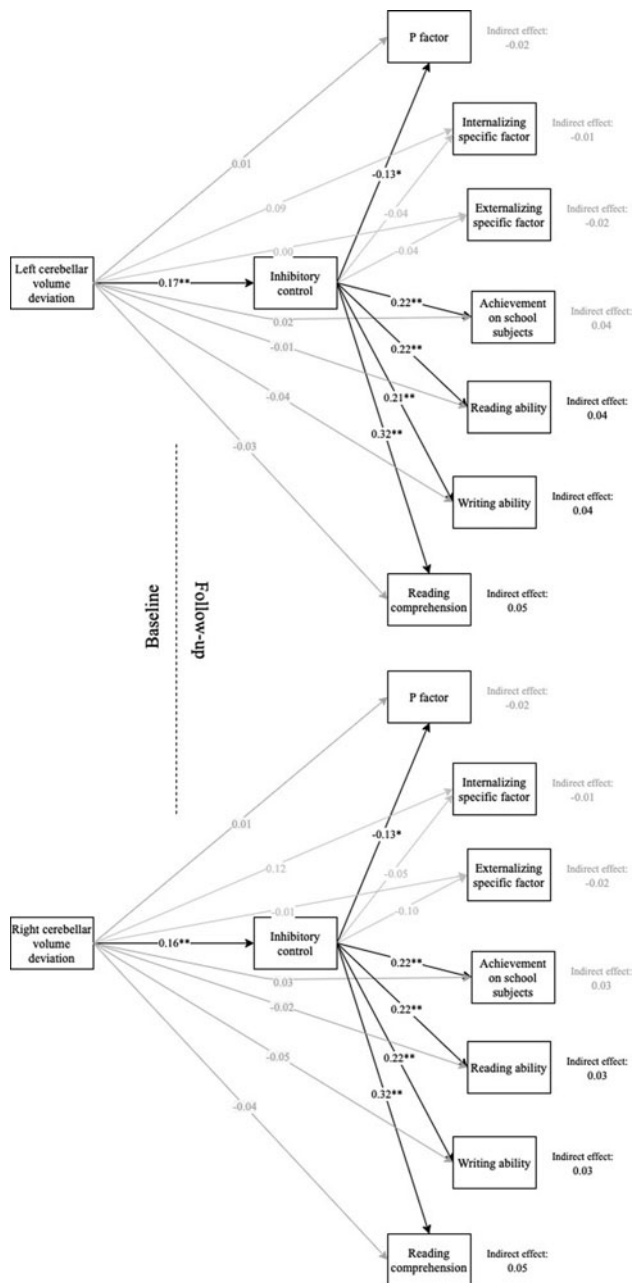 P factor
Indirect effect:
-0.02
Internalizing
specific factor
Indirect effect:
-0.01
0.01
-0.13*
0.09
Externalizing
specific factor
Indirect effect:
-0.02
-0.04
0.00
-0.04
Left cerebellar
volume
deviation
0.17**
Inhibitory
control
0.22**
Achievement
on school
subjects
Indirect effect:
0.04
0.02
-0.01
0.22**
Reading ability
Indirect effect:
0.04
-0.04
0.21**
-0.03
0.32**
Writing ability
Indirect effect:
0.04
Baseline
Follow-up
Reading
comprehension
Indirect effect:
0.05
P factor
Indirect effect:
-0.02
Internalizing
specific factor
Indirect effect:
-0.01
0.01
-0.13*
0.12
-0.05
Externalizing
specific factor
Indirect effect:
-0.02
-0.01
-0.10
Right cerebellar
volume
deviation
0.16**
Inhibitory
control
0.22**
Achievement
on school
subjects
Indirect effect:
0.03
0.03
-0.02
0.22**
Reading ability
Indirect effect:
0.03
-0.05
0.22**
-0.04
0.32**
Writing ability
Indirect effect:
0.03
Reading
comprehension
Indirect effect:
0.05